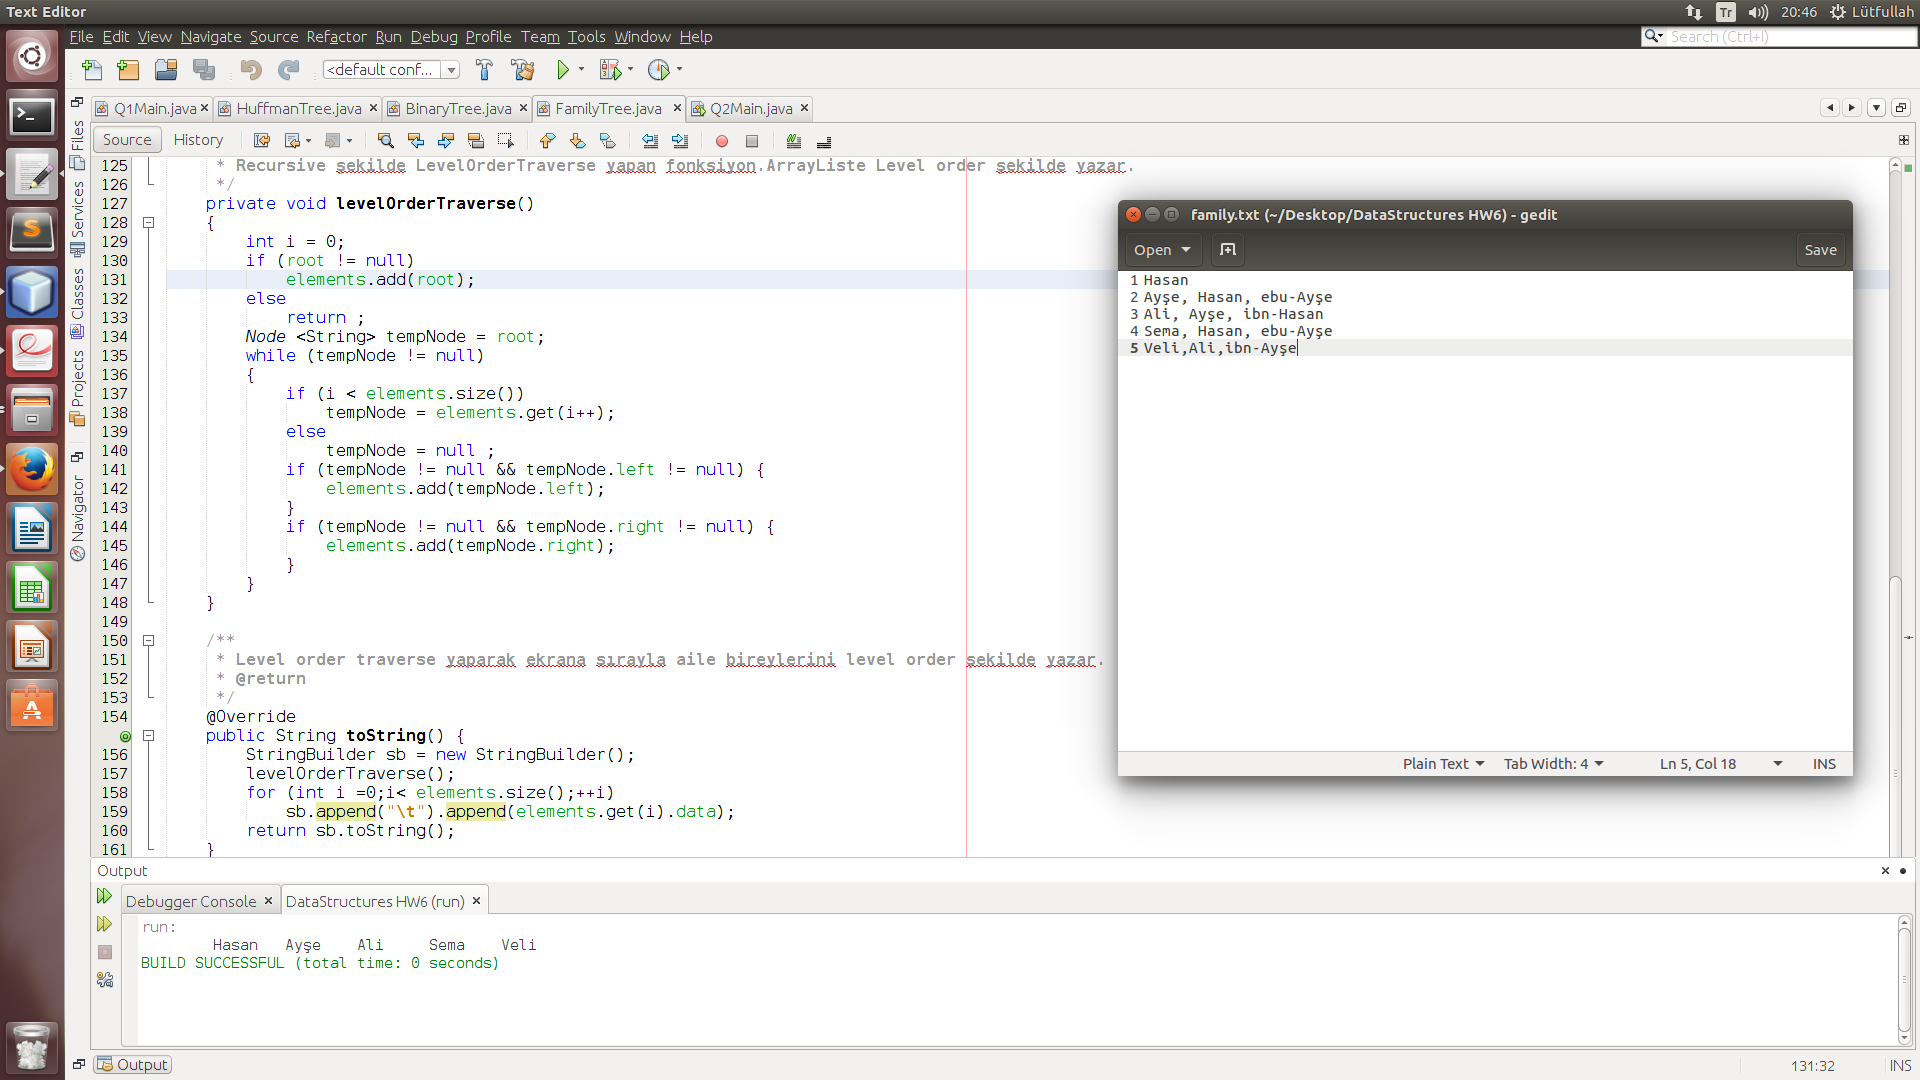 Text Editor
Tr
20:46
Lütfullah
File Edit View Navigate Source Refactor Run Debug Profile Team Tools Window Help
Search (Ctrl+I)
<default conf...
Q1Main.java
HuffmanTree.java
BinaryTree.java
FamilyTree.java
Q2Main.java
Source
History
Files
Services
Classes
Projects
Navigator
125 * Recursive sekilde LevelOrderTraverse yapan fonksiyon.ArrayListe Level order sekilde yazar.
126 */
127 private void levelOrderTraverse()
128 {
129 int i = 0;
130 if (root != null)
131 elements.add(root);
132 else
133 return ;
134 Node <String> tempNode = root;
135 while (tempNode != null)
136 {
137 if (i < elements.size())
138 tempNode = elements.get(i++);
139 else
140 tempNode = null ;
141 if (tempNode != null && tempNode.left != null) {
142 elements.add(tempNode.left);
143 }
144 if (tempNode != null && tempNode.right != null) {
145 elements.add(tempNode.right);
146 }
147 }
148 }
149
150 /**
151 * Level order traverse yaparak ekrana sırayla aile bireylerini level order sekilde yazar.
152 * @return
153 */
154 @Override
public String toString() {
156 StringBuilder sb = new StringBuilder();
157 levelOrderTraverse();
158 for (int i =0;i< elements.size();++i)
159 sb.append("\t").append(elements.get(i).data);
160 return sb.toString();
161 }
family.txt (~/Desktop/DataStructures HW6) - gedit
Open
Save
1 Hasan
2 Ayşe, Hasan, ebu-Ayşe
3 Ali, Ayşe, ibn-Hasan
4 Sema, Hasan, ebu-Ayşe
5 Veli,Ali,ibn-Ayşe
Plain Text
Tab Width: 4
Ln 5, Col 18
INS
Output
Debugger Console
DataStructures HW6 (run)
run:
Hasan Ayşe Ali Sema Veli
BUILD SUCCESSFUL (total time: 0 seconds)
Output
131:32
INS